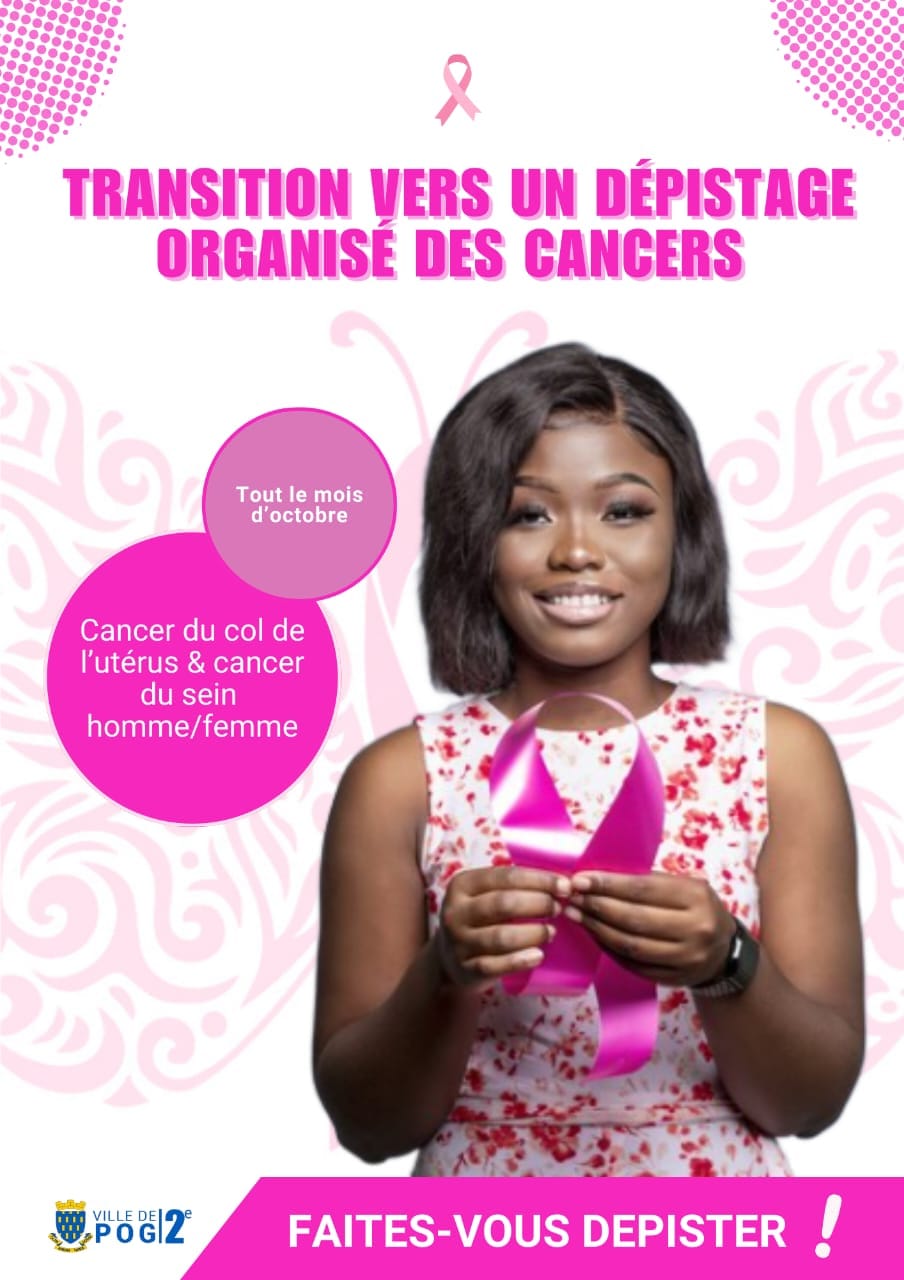 TRANSITION VERS UN DÉPISTAGE
ORGANISÉ DES CANCERS
Tout le mois
d'octobre
Cancer du col de
l'utérus & cancer
du sein
homme/femme
VILLE DE
POG 2e
FAITES-VOUS DEPISTER !